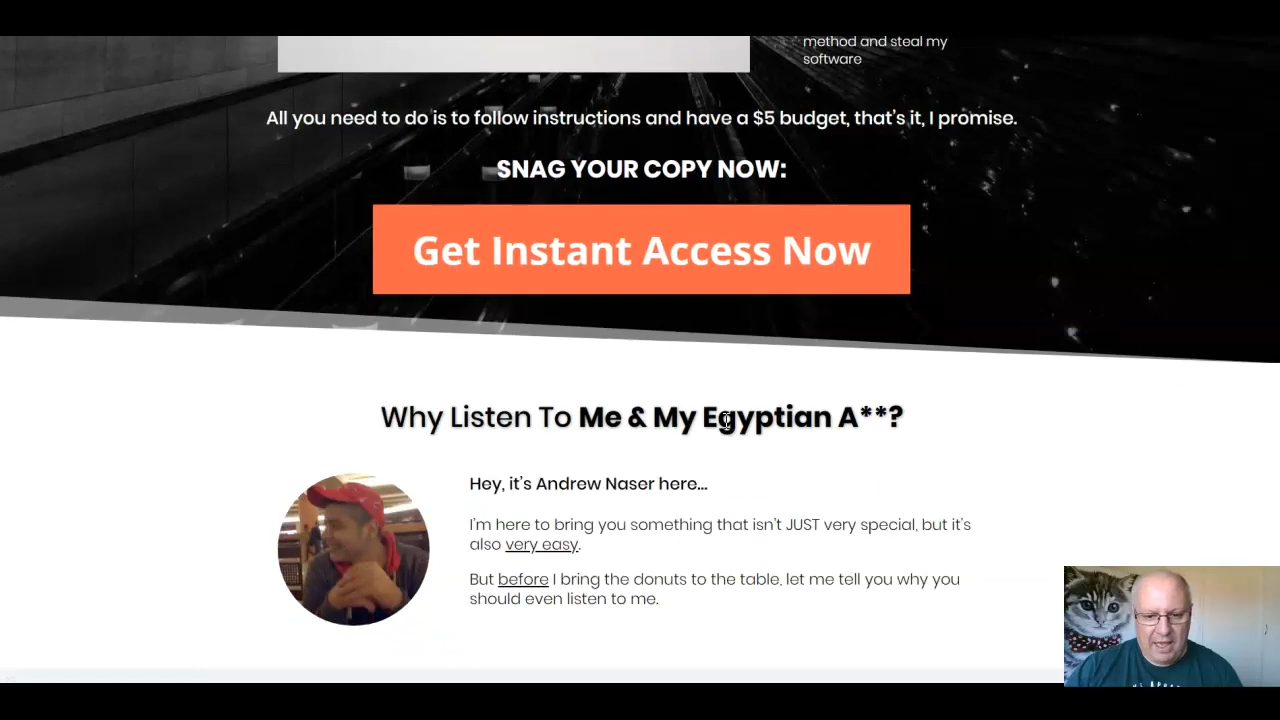 method and steal my
software
All you need to do is to follow instructions and have a $5 budget, that's it, I promise.
SNAG YOUR COPY NOW:
Get Instant Access Now
Why Listen To Me & My Egyptian A**?
Hey, it's Andrew Naser here...
I'm here to bring you something that isn't JUST very special, but it's
also very easy.
But before I bring the donuts to the table, let me tell you why you
should even listen to me.